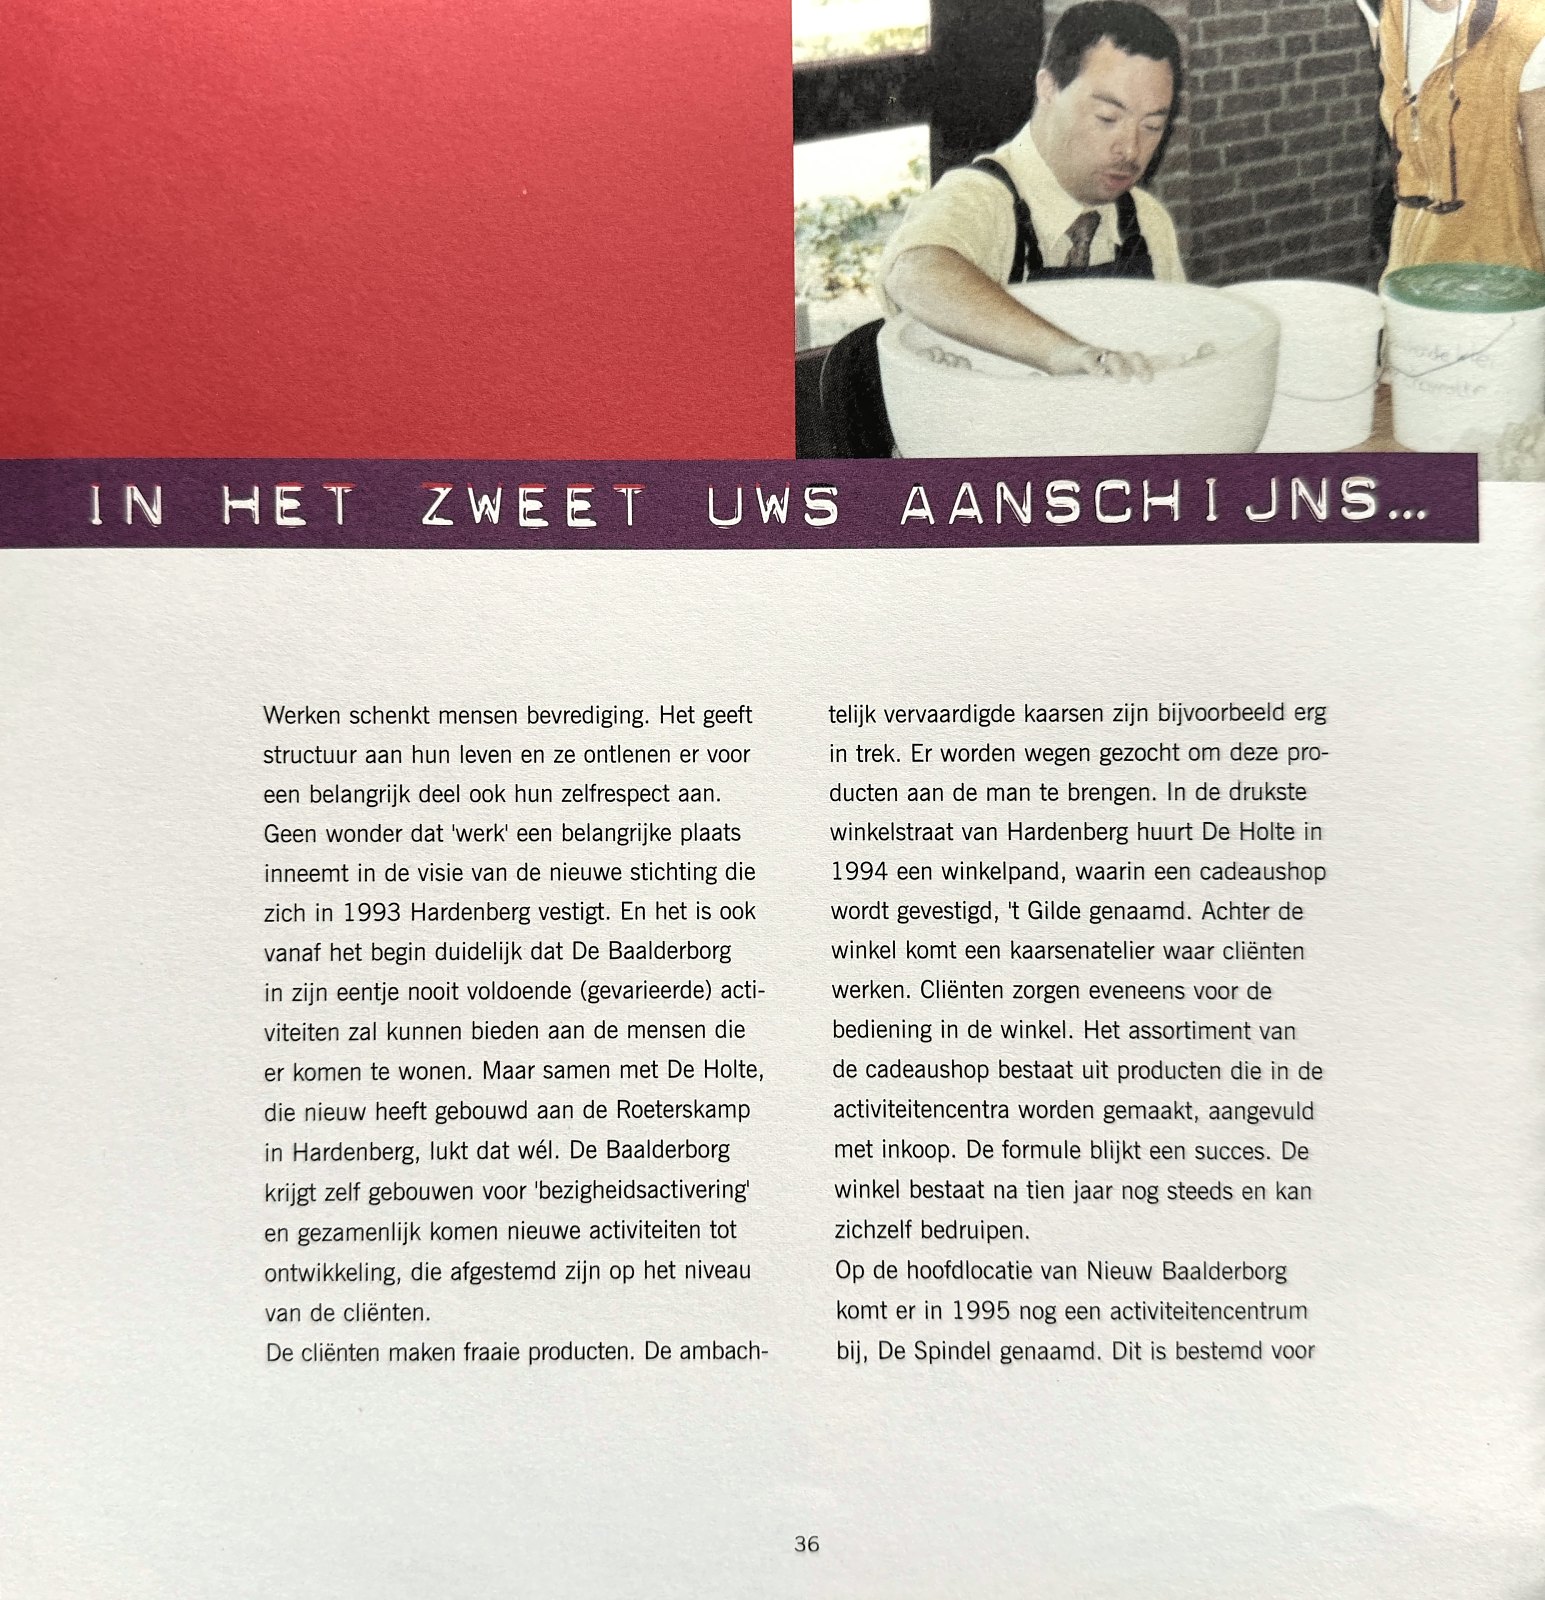 IN HET ZWEET UWS AANSCHIJNS...
Werken schenkt mensen bevrediging. Het geeft
structuur aan hun leven en ze ontlenen er voor
een belangrijk deel ook hun zelfrespect aan.
Geen wonder dat 'werk' een belangrijke plaats
inneemt in de visie van de nieuwe stichting die
zich in 1993 Hardenberg vestigt. En het is ook
vanaf het begin duidelijk dat De Baalderborg
in zijn eentje nooit voldoende (gevarieerde) acti-
viteiten zal kunnen bieden aan de mensen die
er komen te wonen. Maar samen met De Holte,
die nieuw heeft gebouwd aan de Roeterskamp
in Hardenberg, lukt dat wél. De Baalderborg
krijgt zelf gebouwen voor 'bezigheidsactivering'
en gezamenlijk komen nieuwe activiteiten tot
ontwikkeling, die afgestemd zijn op het niveau
van de cliënten.
De cliënten maken fraaie producten. De ambach-
telijk vervaardigde kaarsen zijn bijvoorbeeld erg
in trek. Er worden wegen gezocht om deze pro-
ducten aan de man te brengen. In de drukste
winkelstraat van Hardenberg huurt De Holte in
1994 een winkelpand, waarin een cadeaushop
wordt gevestigd, 't Gilde genaamd. Achter de
winkel komt een kaarsenatelier waar cliënten
werken. Cliënten zorgen eveneens voor de
bediening in de winkel. Het assortiment van
de cadeaushop bestaat uit producten die in de
activiteitencentra worden gemaakt, aangevuld
met inkoop. De formule blijkt een succes. De
winkel bestaat na tien jaar nog steeds en kan
zichzelf bedruipen.
Op de hoofdlocatie van Nieuw Baalderborg
komt er in 1995 nog een activiteitencentrum
bij, De Spindel genaamd. Dit is bestemd voor
36